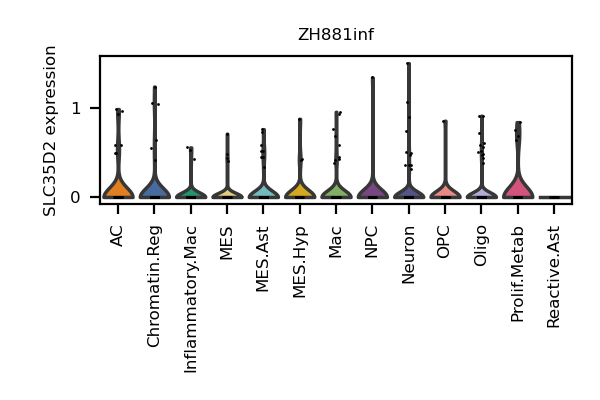 ZH881inf
SLC35D2 expression
1
0
AC
Chromatin.Reg
Inflammatory.Mac
MES
MES.Ast
MES.Hyp
Mac
NPC
Neuron
OPC
Oligo
Prolif.Metab
Reactive.Ast